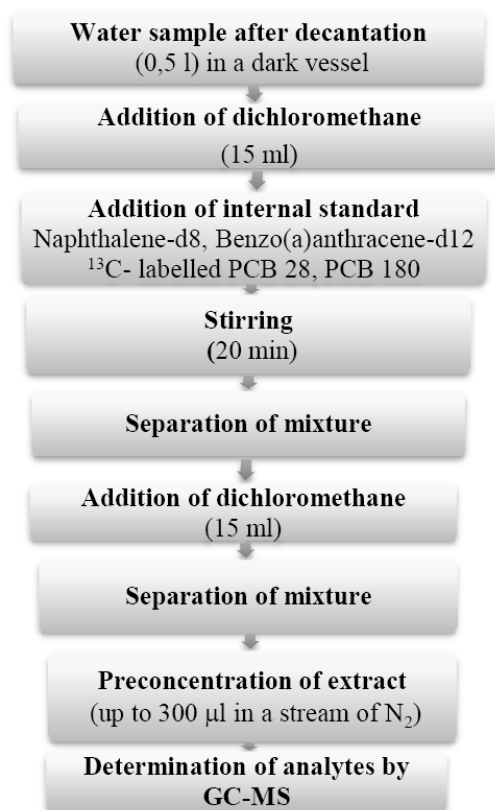 Water sample after decantation
(0,5 l) in a dark vessel
Addition of dichloromethane
(15 ml)
Addition of internal standard
Naphthalene-d8, Benzo(a)anthracene-d12
¹³C- labelled PCB 28, PCB 180
Stirring
(20 min)
Separation of mixture
Addition of dichloromethane
(15 ml)
Separation of mixture
Preconcentration of extract
(up to 300 µl in a stream of N₂)
Determination of analytes by
GC-MS